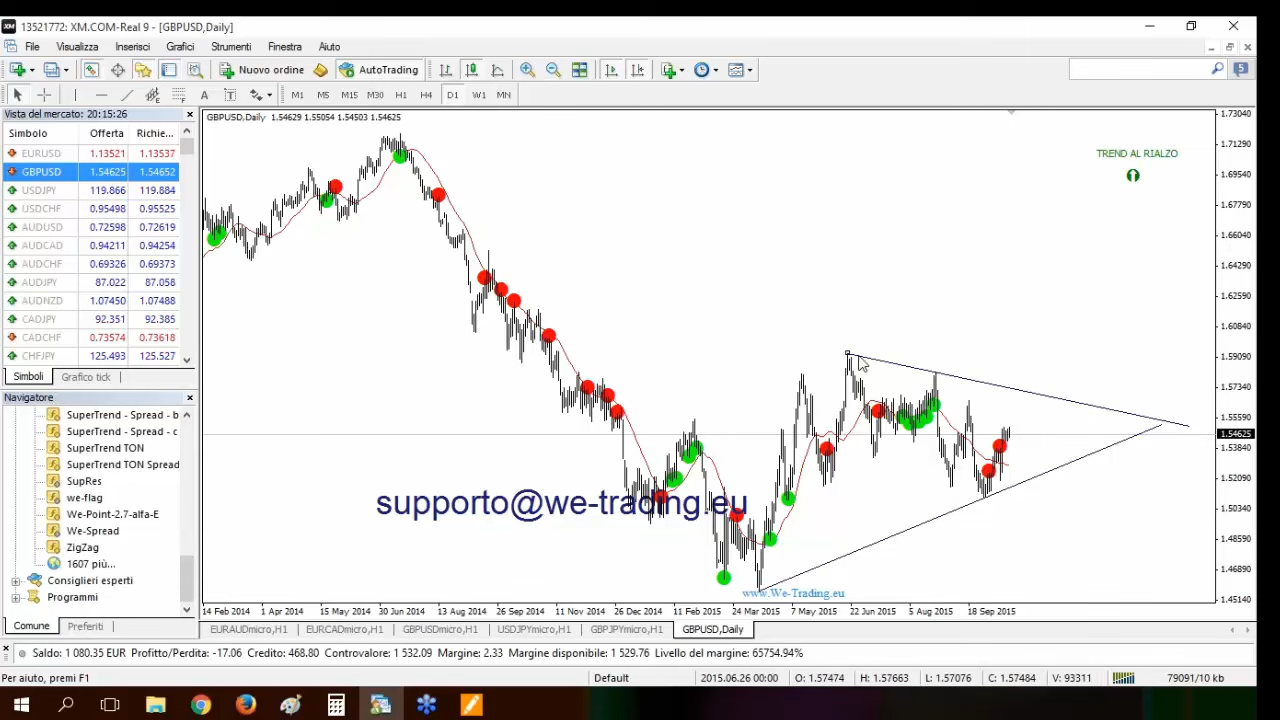 13521772: XM.COM-Real 9 - [GBPUSD,Daily]
File Visualizza Inserisci Grafici Strumenti Finestra Aiuto
Nuovo ordine AutoTrading 5
A T M1 M5 M15 M30 H1 H4 D1 W1 MN
Vista del mercato: 20:15:26
Simbolo Offerta Richie...
EURUSD 1.13521 1.13537
GBPUSD 1.54625 1.54652
USDJPY 119.866 119.884
USDCHF 0.95498 0.95525
AUDUSD 0.72598 0.72619
AUDCAD 0.94211 0.94254
AUDCHF 0.69326 0.69373
AUDJPY 87.022 87.058
AUDNZD 1.07450 1.07488
CADJPY 92.351 92.385
CADCHF 0.73574 0.73618
CHFJPY 125.493 125.527
Simboli Grafico tick
Navigatore
SuperTrend - Spread - b
SuperTrend - Spread - c
SuperTrend TON
SuperTrend TON Spread
SupRes
we-flag
We-Point-2.7-alfa-E
We-Spread
ZigZag
1607 più...
Consiglieri esperti
Programmi
Comune Preferiti
GBPUSD,Daily 1.54629 1.55054 1.54503 1.54625
TREND AL RIALZO
supporto@we-trading.eu
www.We-Trading.eu
1.73040
1.71290
1.69540
1.67790
1.66040
1.64290
1.62590
1.60840
1.59090
1.57340
1.55590
1.54625
1.53840
1.52090
1.50340
1.48590
1.46890
1.45140
14 Feb 2014 1 Apr 2014 15 May 2014 30 Jun 2014 13 Aug 2014 26 Sep 2014 11 Nov 2014 26 Dec 2014 11 Feb 2015 24 Mar 2015 7 May 2015 22 Jun 2015 5 Aug 2015 18 Sep 2015
EURAUDmicro,H1 EURCADmicro,H1 GBPUSDmicro,H1 USDJPYmicro,H1 GBPJPYmicro,H1 GBPUSD,Daily
Saldo: 1 080.35 EUR Profitto/Perdita: -17.06 Credito: 468.80 Controvalore: 1 532.09 Margine: 2.33 Margine disponibile: 1 529.76 Livello del margine: 65754.94%
Per aiuto, premi F1 Default 2015.06.26 00:00 O: 1.57474 H: 1.57663 L: 1.57076 C: 1.57484 V: 93311 79091/10 kb